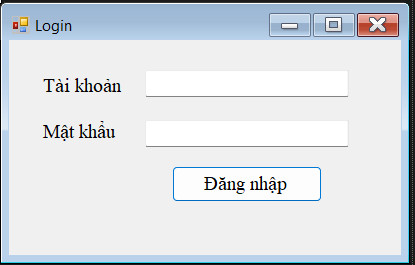 Login
Tài khoản
Mật khẩu
Đăng nhập